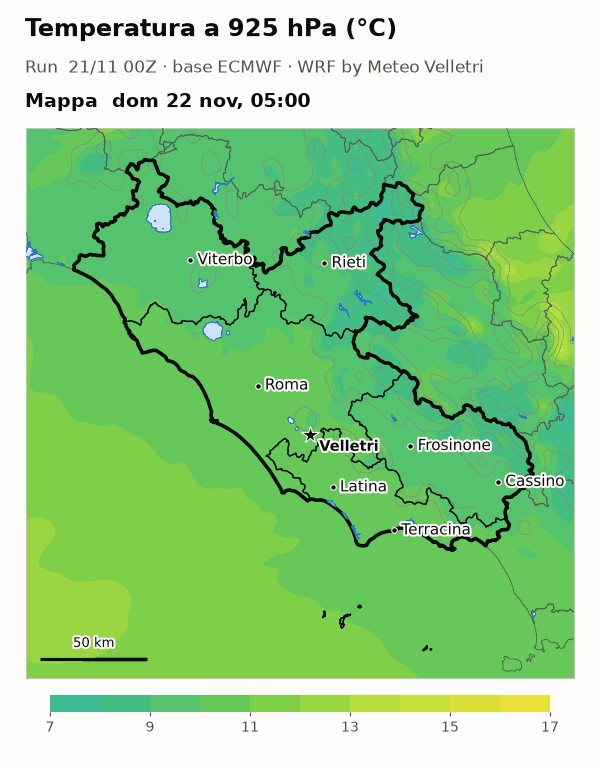 Temperatura a 925 hPa (°C)
Run  21/11 00Z · base ECMWF · WRF by Meteo Velletri
Mappa  dom 22 nov, 05:00
Viterbo
Rieti
Roma
Velletri
Frosinone
Latina
Cassino
Terracina
50 km
7 9 11 13 15 17